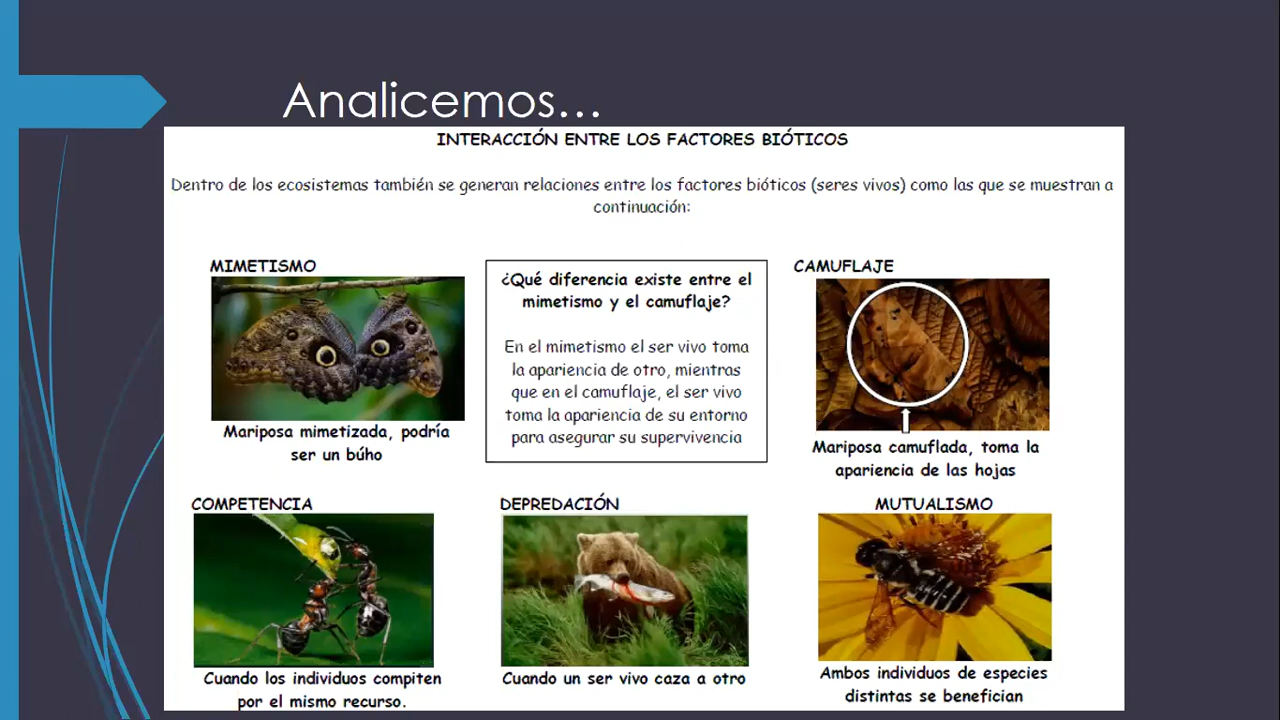 Analicemos...
INTERACCIÓN ENTRE LOS FACTORES BIÓTICOS
Dentro de los ecosistemas también se generan relaciones entre los factores bióticos (seres vivos) como las que se muestran a
continuación:
MIMETISMO
Mariposa mimetizada, podría
ser un búho
¿Qué diferencia existe entre el
mimetismo y el camuflaje?
En el mimetismo el ser vivo toma
la apariencia de otro, mientras
que en el camuflaje, el ser vivo
toma la apariencia de su entorno
para asegurar su supervivencia
CAMUFLAJE
Mariposa camuflada, toma la
apariencia de las hojas
COMPETENCIA
Cuando los individuos compiten
por el mismo recurso.
DEPREDACIÓN
Cuando un ser vivo caza a otro
MUTUALISMO
Ambos individuos de especies
distintas se benefician